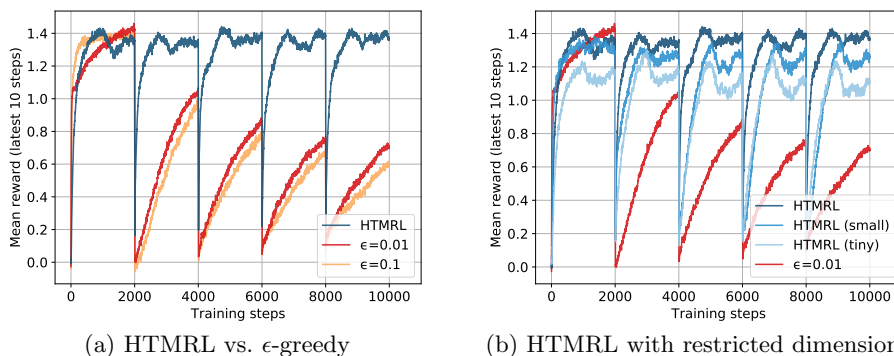 1.4
1.2
1.0
0.8
0.6
0.4
0.2
0.0
Mean reward (latest 10 steps)
0 2000 4000 6000 8000 10000
Training steps
HTMRL
ϵ=0.01
ϵ=0.1
(a) HTMRL vs. ϵ-greedy
1.4
1.2
1.0
0.8
0.6
0.4
0.2
0.0
Mean reward (latest 10 steps)
0 2000 4000 6000 8000 10000
Training steps
HTMRL
HTMRL (small)
HTMRL (tiny)
ϵ=0.01
(b) HTMRL with restricted dimension